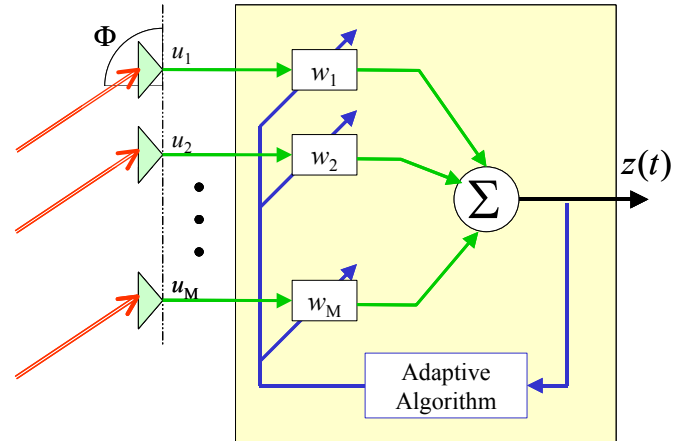 Φ
u1
w1
u2
w2
Σ
z(t)
uM
wM
Adaptive
Algorithm